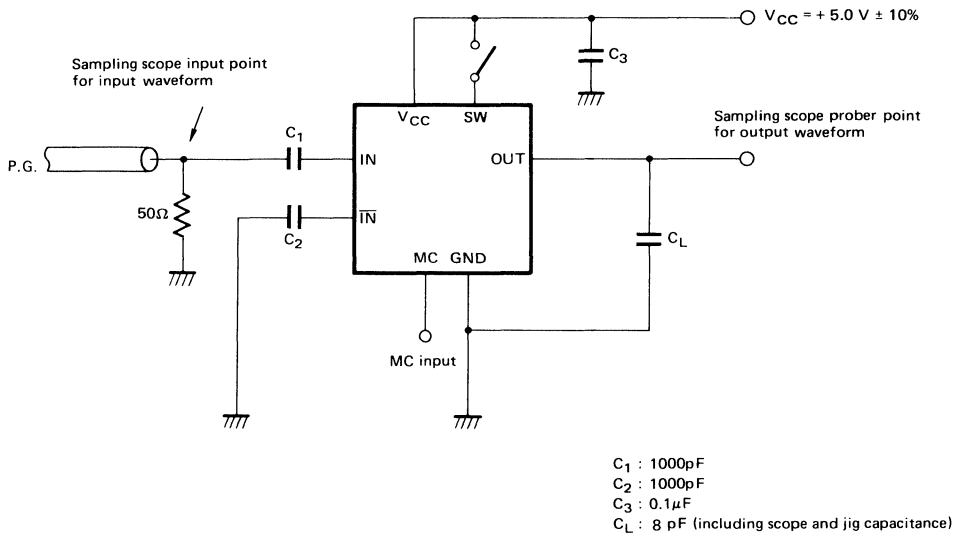 VCC = + 5.0 V ± 10%
C3
Sampling scope input point
for input waveform
VCC
SW
Sampling scope prober point
for output waveform
C1
IN
OUT
P.G.
50Ω
IN
C2
CL
MC
GND
MC input
C1 : 1000pF
C2 : 1000pF
C3 : 0.1μF
CL : 8 pF (including scope and jig capacitance)